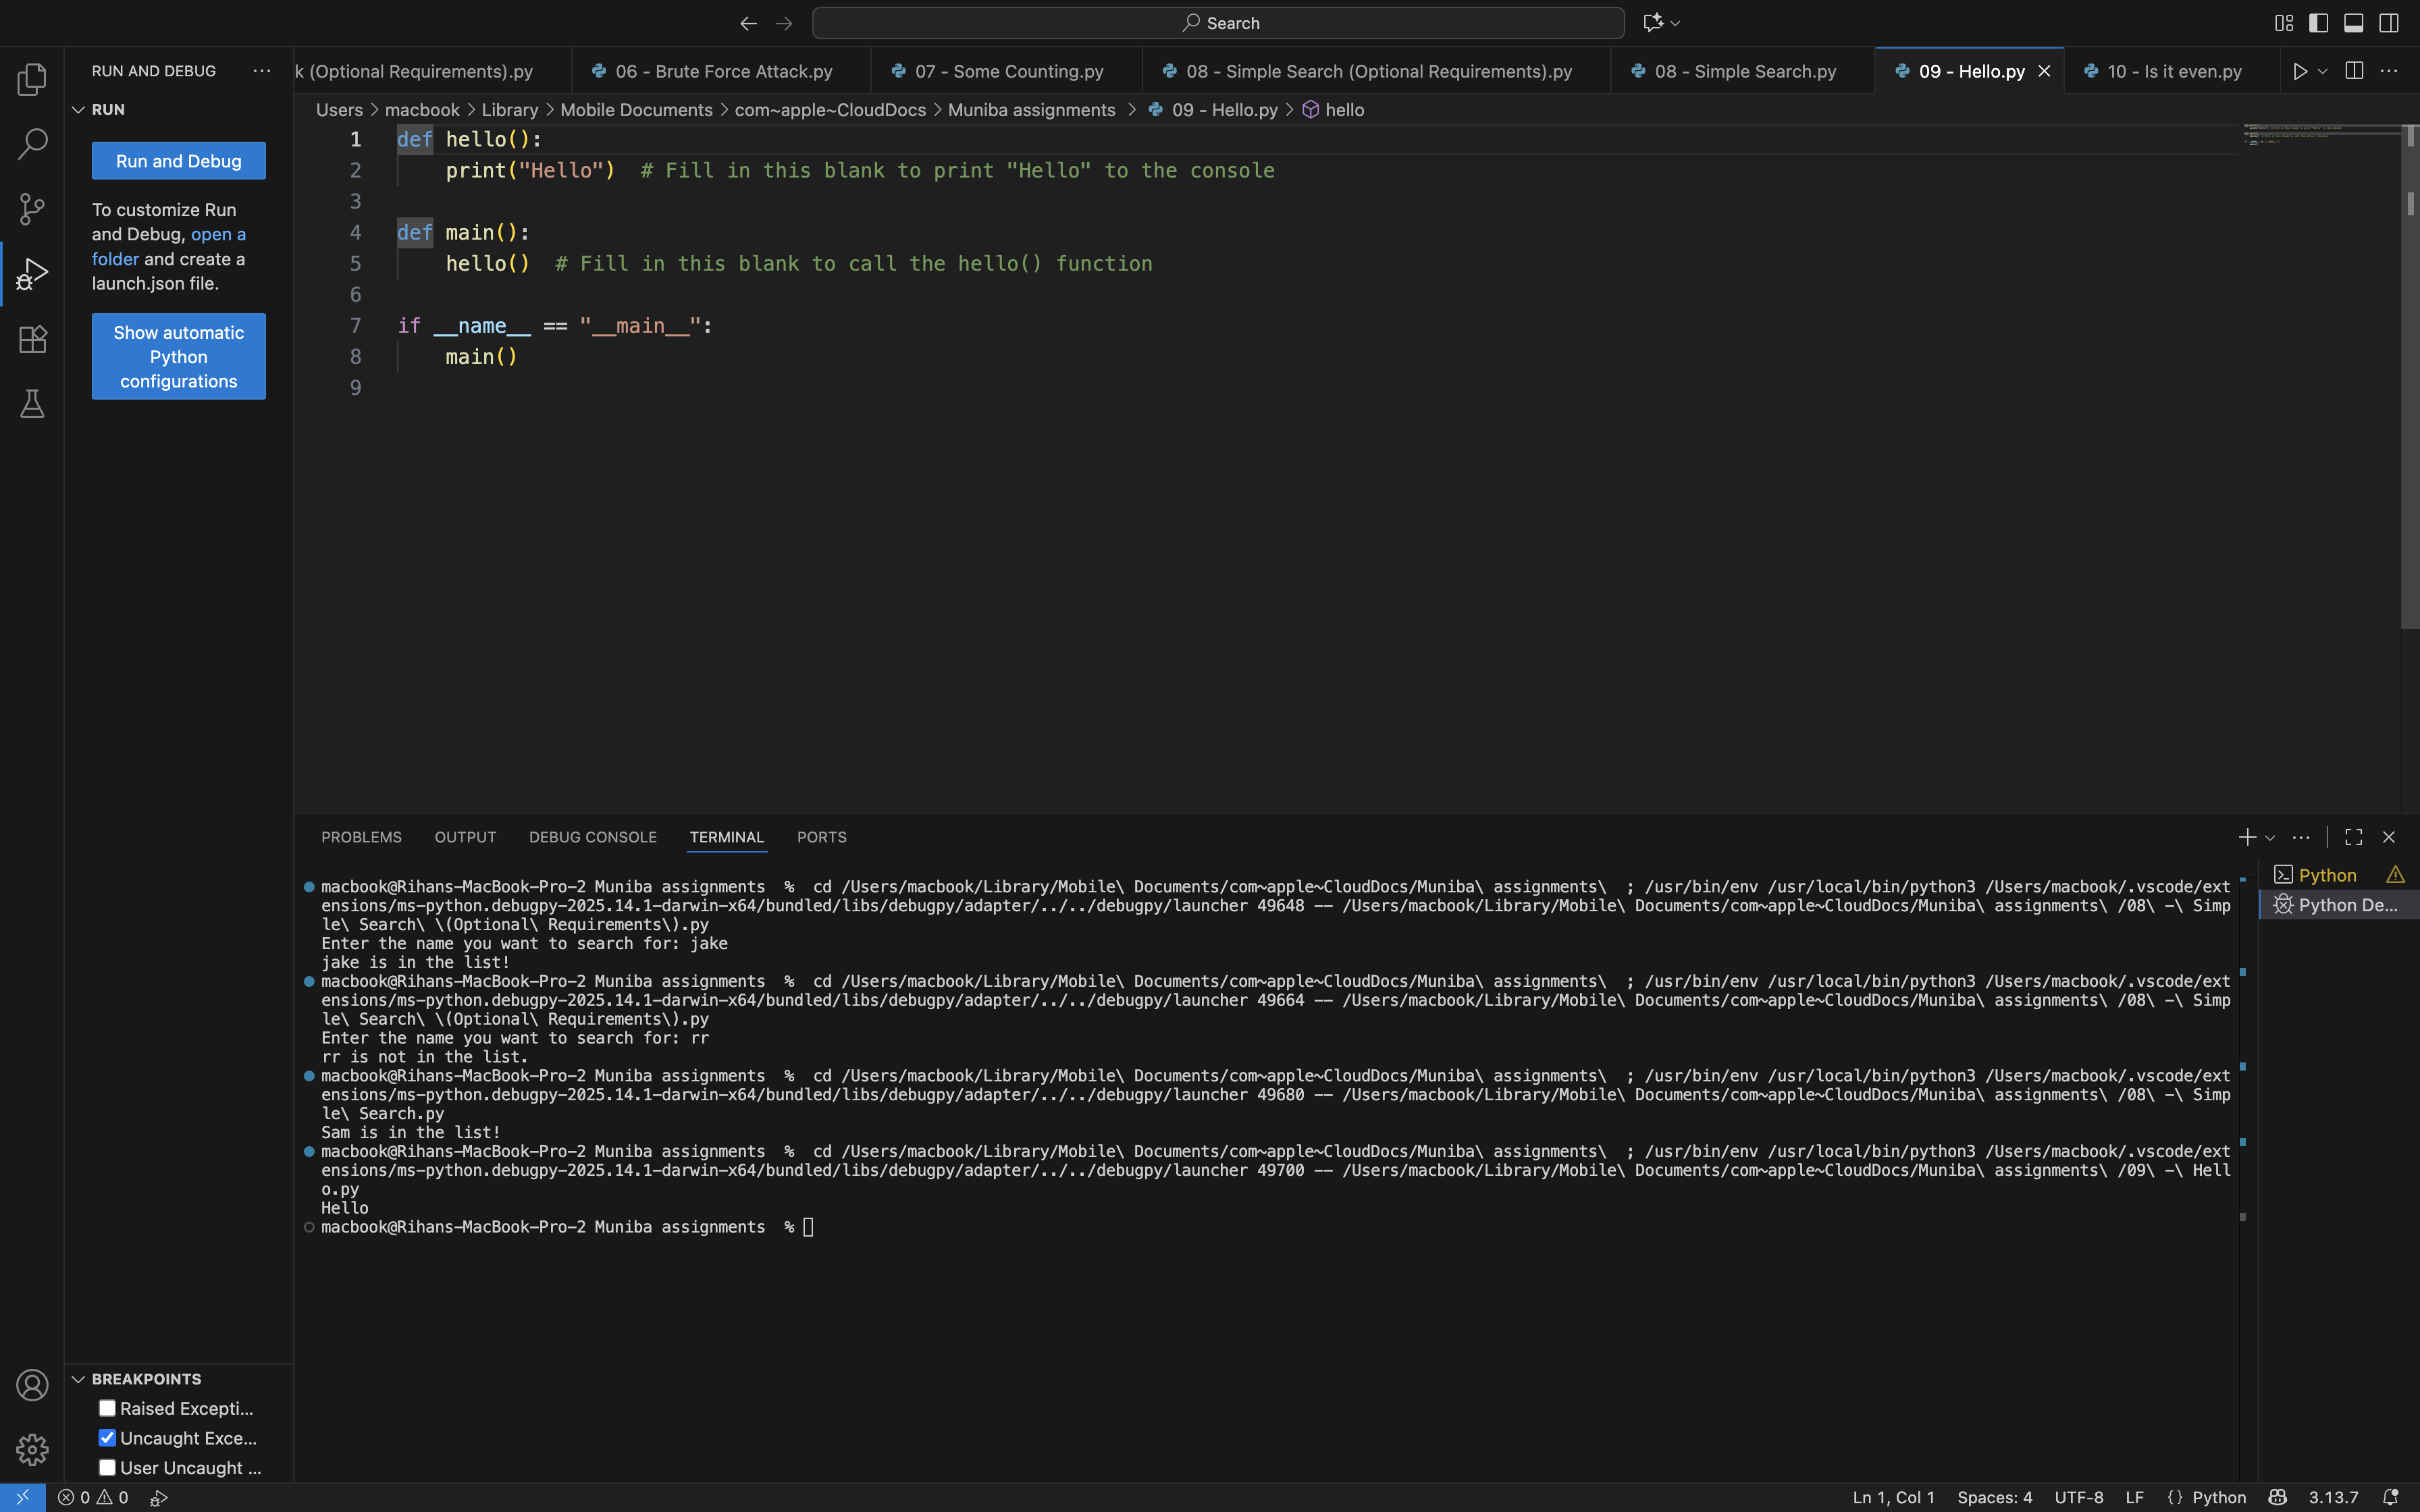 Search
RUN AND DEBUG
k (Optional Requirements).py
06 - Brute Force Attack.py
07 - Some Counting.py
08 - Simple Search (Optional Requirements).py
08 - Simple Search.py
09 - Hello.py
10 - Is it even.py
RUN
Run and Debug
To customize Run
and Debug, open a
folder and create a
launch.json file.
Show automatic
Python
configurations
Users > macbook > Library > Mobile Documents > com~apple~CloudDocs > Muniba assignments > 09 - Hello.py > hello
1 def hello():
2 print("Hello")  # Fill in this blank to print "Hello" to the console
3
4 def main():
5 hello()  # Fill in this blank to call the hello() function
6
7 if __name__ == "__main__":
8 main()
9
PROBLEMS OUTPUT DEBUG CONSOLE TERMINAL PORTS
Python
Python De...
macbook@Rihans-MacBook-Pro-2 Muniba assignments  %  cd /Users/macbook/Library/Mobile\ Documents/com~apple~CloudDocs/Muniba\ assignments\  ; /usr/bin/env /usr/local/bin/python3 /Users/macbook/.vscode/ext
ensions/ms-python.debugpy-2025.14.1-darwin-x64/bundled/libs/debugpy/adapter/../../debugpy/launcher 49648 -- /Users/macbook/Library/Mobile\ Documents/com~apple~CloudDocs/Muniba\ assignments\ /08\ -\ Simp
le\ Search\ \(Optional\ Requirements\).py
Enter the name you want to search for: jake
jake is in the list!
macbook@Rihans-MacBook-Pro-2 Muniba assignments  %  cd /Users/macbook/Library/Mobile\ Documents/com~apple~CloudDocs/Muniba\ assignments\  ; /usr/bin/env /usr/local/bin/python3 /Users/macbook/.vscode/ext
ensions/ms-python.debugpy-2025.14.1-darwin-x64/bundled/libs/debugpy/adapter/../../debugpy/launcher 49664 -- /Users/macbook/Library/Mobile\ Documents/com~apple~CloudDocs/Muniba\ assignments\ /08\ -\ Simp
le\ Search\ \(Optional\ Requirements\).py
Enter the name you want to search for: rr
rr is not in the list.
macbook@Rihans-MacBook-Pro-2 Muniba assignments  %  cd /Users/macbook/Library/Mobile\ Documents/com~apple~CloudDocs/Muniba\ assignments\  ; /usr/bin/env /usr/local/bin/python3 /Users/macbook/.vscode/ext
ensions/ms-python.debugpy-2025.14.1-darwin-x64/bundled/libs/debugpy/adapter/../../debugpy/launcher 49680 -- /Users/macbook/Library/Mobile\ Documents/com~apple~CloudDocs/Muniba\ assignments\ /08\ -\ Simp
le\ Search.py
Sam is in the list!
macbook@Rihans-MacBook-Pro-2 Muniba assignments  %  cd /Users/macbook/Library/Mobile\ Documents/com~apple~CloudDocs/Muniba\ assignments\  ; /usr/bin/env /usr/local/bin/python3 /Users/macbook/.vscode/ext
ensions/ms-python.debugpy-2025.14.1-darwin-x64/bundled/libs/debugpy/adapter/../../debugpy/launcher 49700 -- /Users/macbook/Library/Mobile\ Documents/com~apple~CloudDocs/Muniba\ assignments\ /09\ -\ Hell
o.py
Hello
macbook@Rihans-MacBook-Pro-2 Muniba assignments  %
BREAKPOINTS
Raised Excepti...
Uncaught Exce...
User Uncaught ...
0 0
Ln 1, Col 1 Spaces: 4 UTF-8 LF {} Python 3.13.7